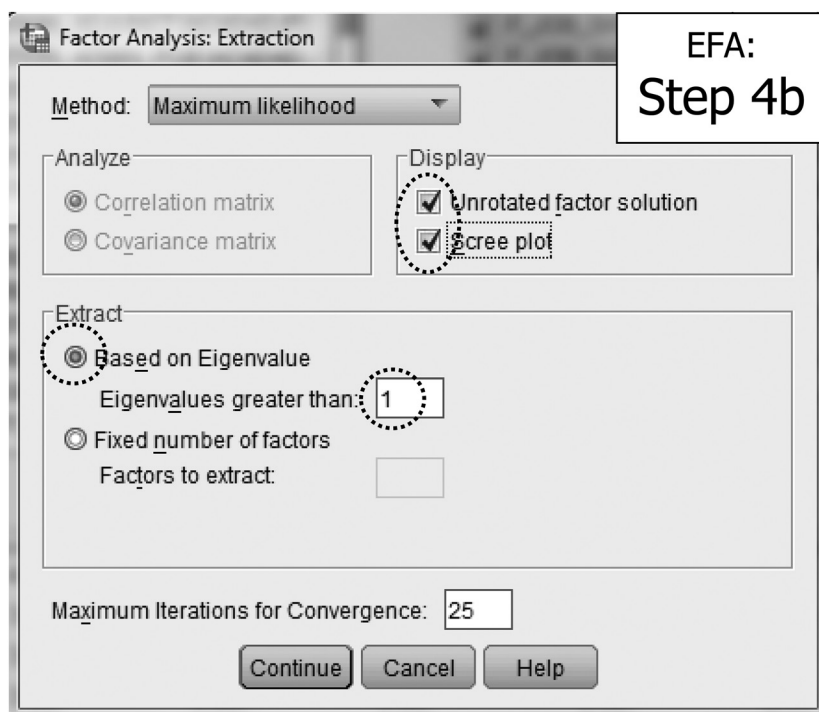 Factor Analysis: Extraction
EFA:
Step 4b
Method: Maximum likelihood
Analyze
Correlation matrix
Covariance matrix
Display
Unrotated factor solution
Scree plot
Extract
Based on Eigenvalue
Eigenvalues greater than: 1
Fixed number of factors
Factors to extract:
Maximum Iterations for Convergence: 25
Continue Cancel Help